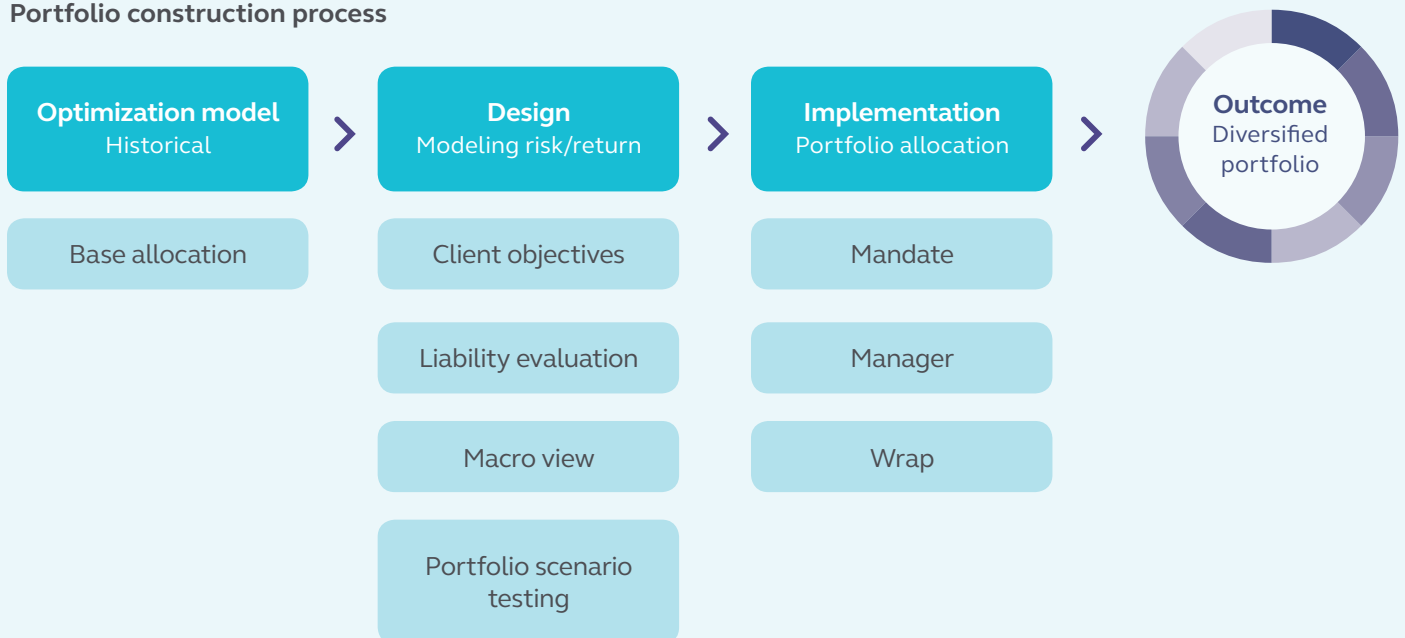 Portfolio construction process
Optimization model
Historical
Base allocation
Design
Modeling risk/return
Client objectives
Liability evaluation
Macro view
Portfolio scenario
testing
Implementation
Portfolio allocation
Mandate
Manager
Wrap
Outcome
Diversified
portfolio